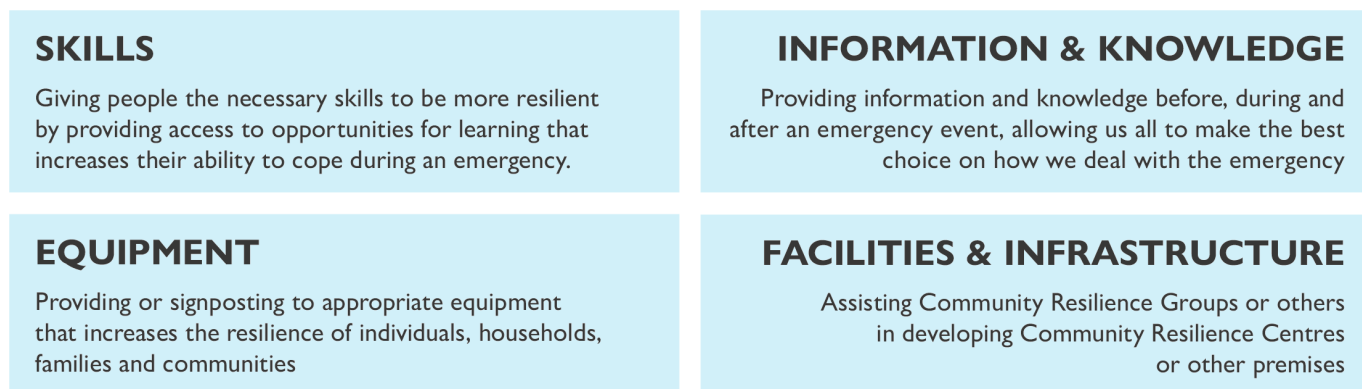 SKILLS
Giving people the necessary skills to be more resilient
by providing access to opportunities for learning that
increases their ability to cope during an emergency.
INFORMATION & KNOWLEDGE
Providing information and knowledge before, during and
after an emergency event, allowing us all to make the best
choice on how we deal with the emergency
EQUIPMENT
Providing or signposting to appropriate equipment
that increases the resilience of individuals, households,
families and communities
FACILITIES & INFRASTRUCTURE
Assisting Community Resilience Groups or others
in developing Community Resilience Centres
or other premises